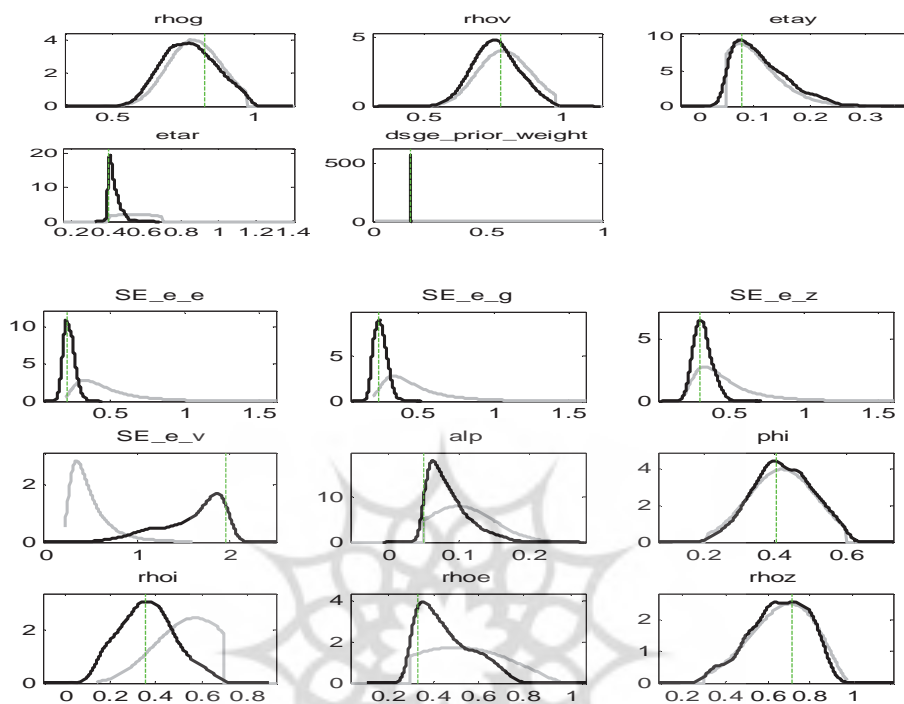 rhog rhov etay
4 2 0 0.5 1
5 0 0.5 1
10 5 0 0 0.1 0.2 0.3
etar dsge_prior_weight
20 10 0 0.2 0.4 0.6 0.8 1 1.2 1.4
500 0 0 0.5 1
SE_e_e SE_e_g SE_e_z
10 5 0 0.5 1 1.5
5 0 0.5 1 1.5
5 0 0.5 1 1.5
SE_e_v alp phi
2 0 1 2
10 0 0 0.1 0.2
4 2 0 0.2 0.4 0.6
rhoi rhoe rhoz
2 0 0 0.2 0.4 0.6 0.8
4 2 0 0.2 0.4 0.6 0.8 1
2 1 0 0.2 0.4 0.6 0.8 1